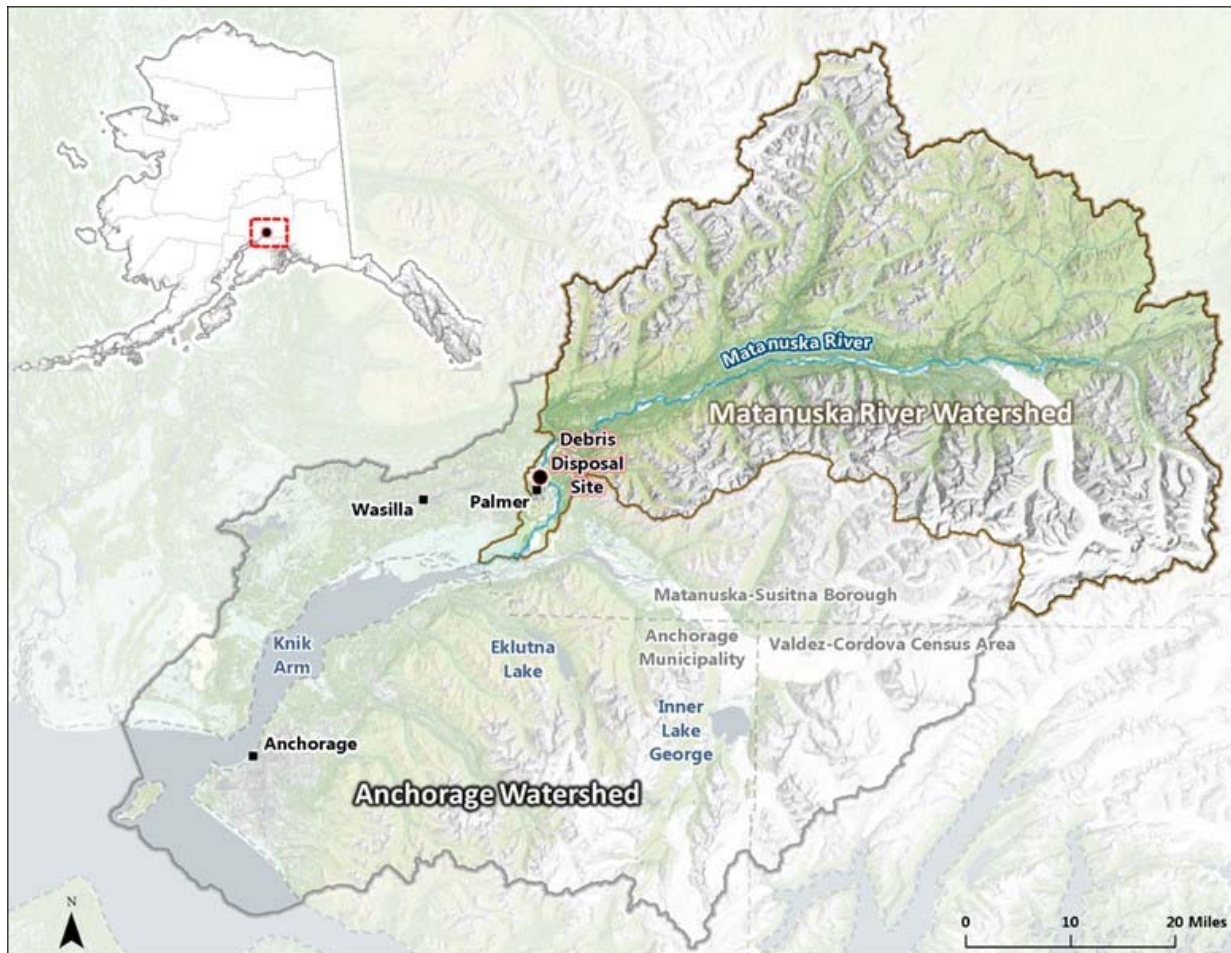 Matanuska River
Matanuska River Watershed
Debris
Disposal
Site
Wasilla
Palmer
Matanuska-Susitna Borough
Knik
Arm
Eklutna
Lake
Anchorage
Municipality
Valdez-Cordova Census Area
Inner
Lake
George
Anchorage
Anchorage Watershed
N
0 10 20 Miles